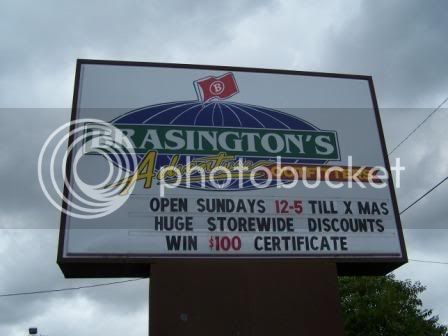 B
BRASINGTON'S
Adventure
photobucket
OPEN SUNDAYS 12-5 TILL X MAS
HUGE STOREWIDE DISCOUNTS
WIN $100 CERTIFICATE